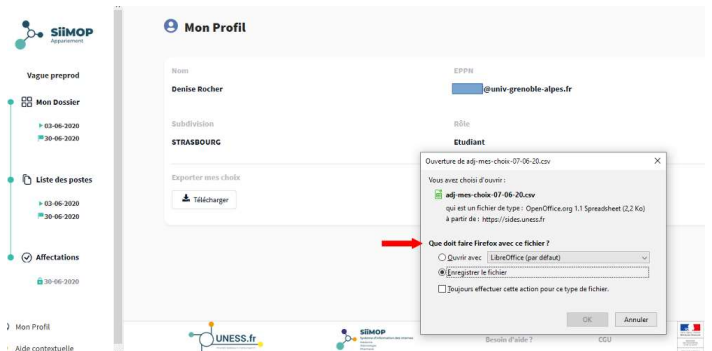 SiiMOP
Appariement
Vague preprod
Mon Dossier
03-06-2020
30-06-2020
Liste des postes
03-06-2020
30-06-2020
Affectations
30-06-2020
Mon Profil
Aide contextuelle
Mon Profil
Nom
Denise Rocher
EPPN
@univ-grenoble-alpes.fr
Subdivision
STRASBOURG
Rôle
Etudiant
Exporter mes choix
Télécharger
Ouverture de adj-mes-choix-07-06-20.csv
Vous avez choisi d'ouvrir :
adj-mes-choix-07-06-20.csv
qui est un fichier de type : OpenOffice.org 1.1 Spreadsheet (2,2 Ko)
à partir de : https://sides.uness.fr
Que doit faire Firefox avec ce fichier ?
Ouvrir avec LibreOffice (par défaut)
Enregistrer le fichier
Toujours effectuer cette action pour ce type de fichier.
OK Annuler
UNESS.fr
SiiMOP
Besoin d'aide ?
CGU